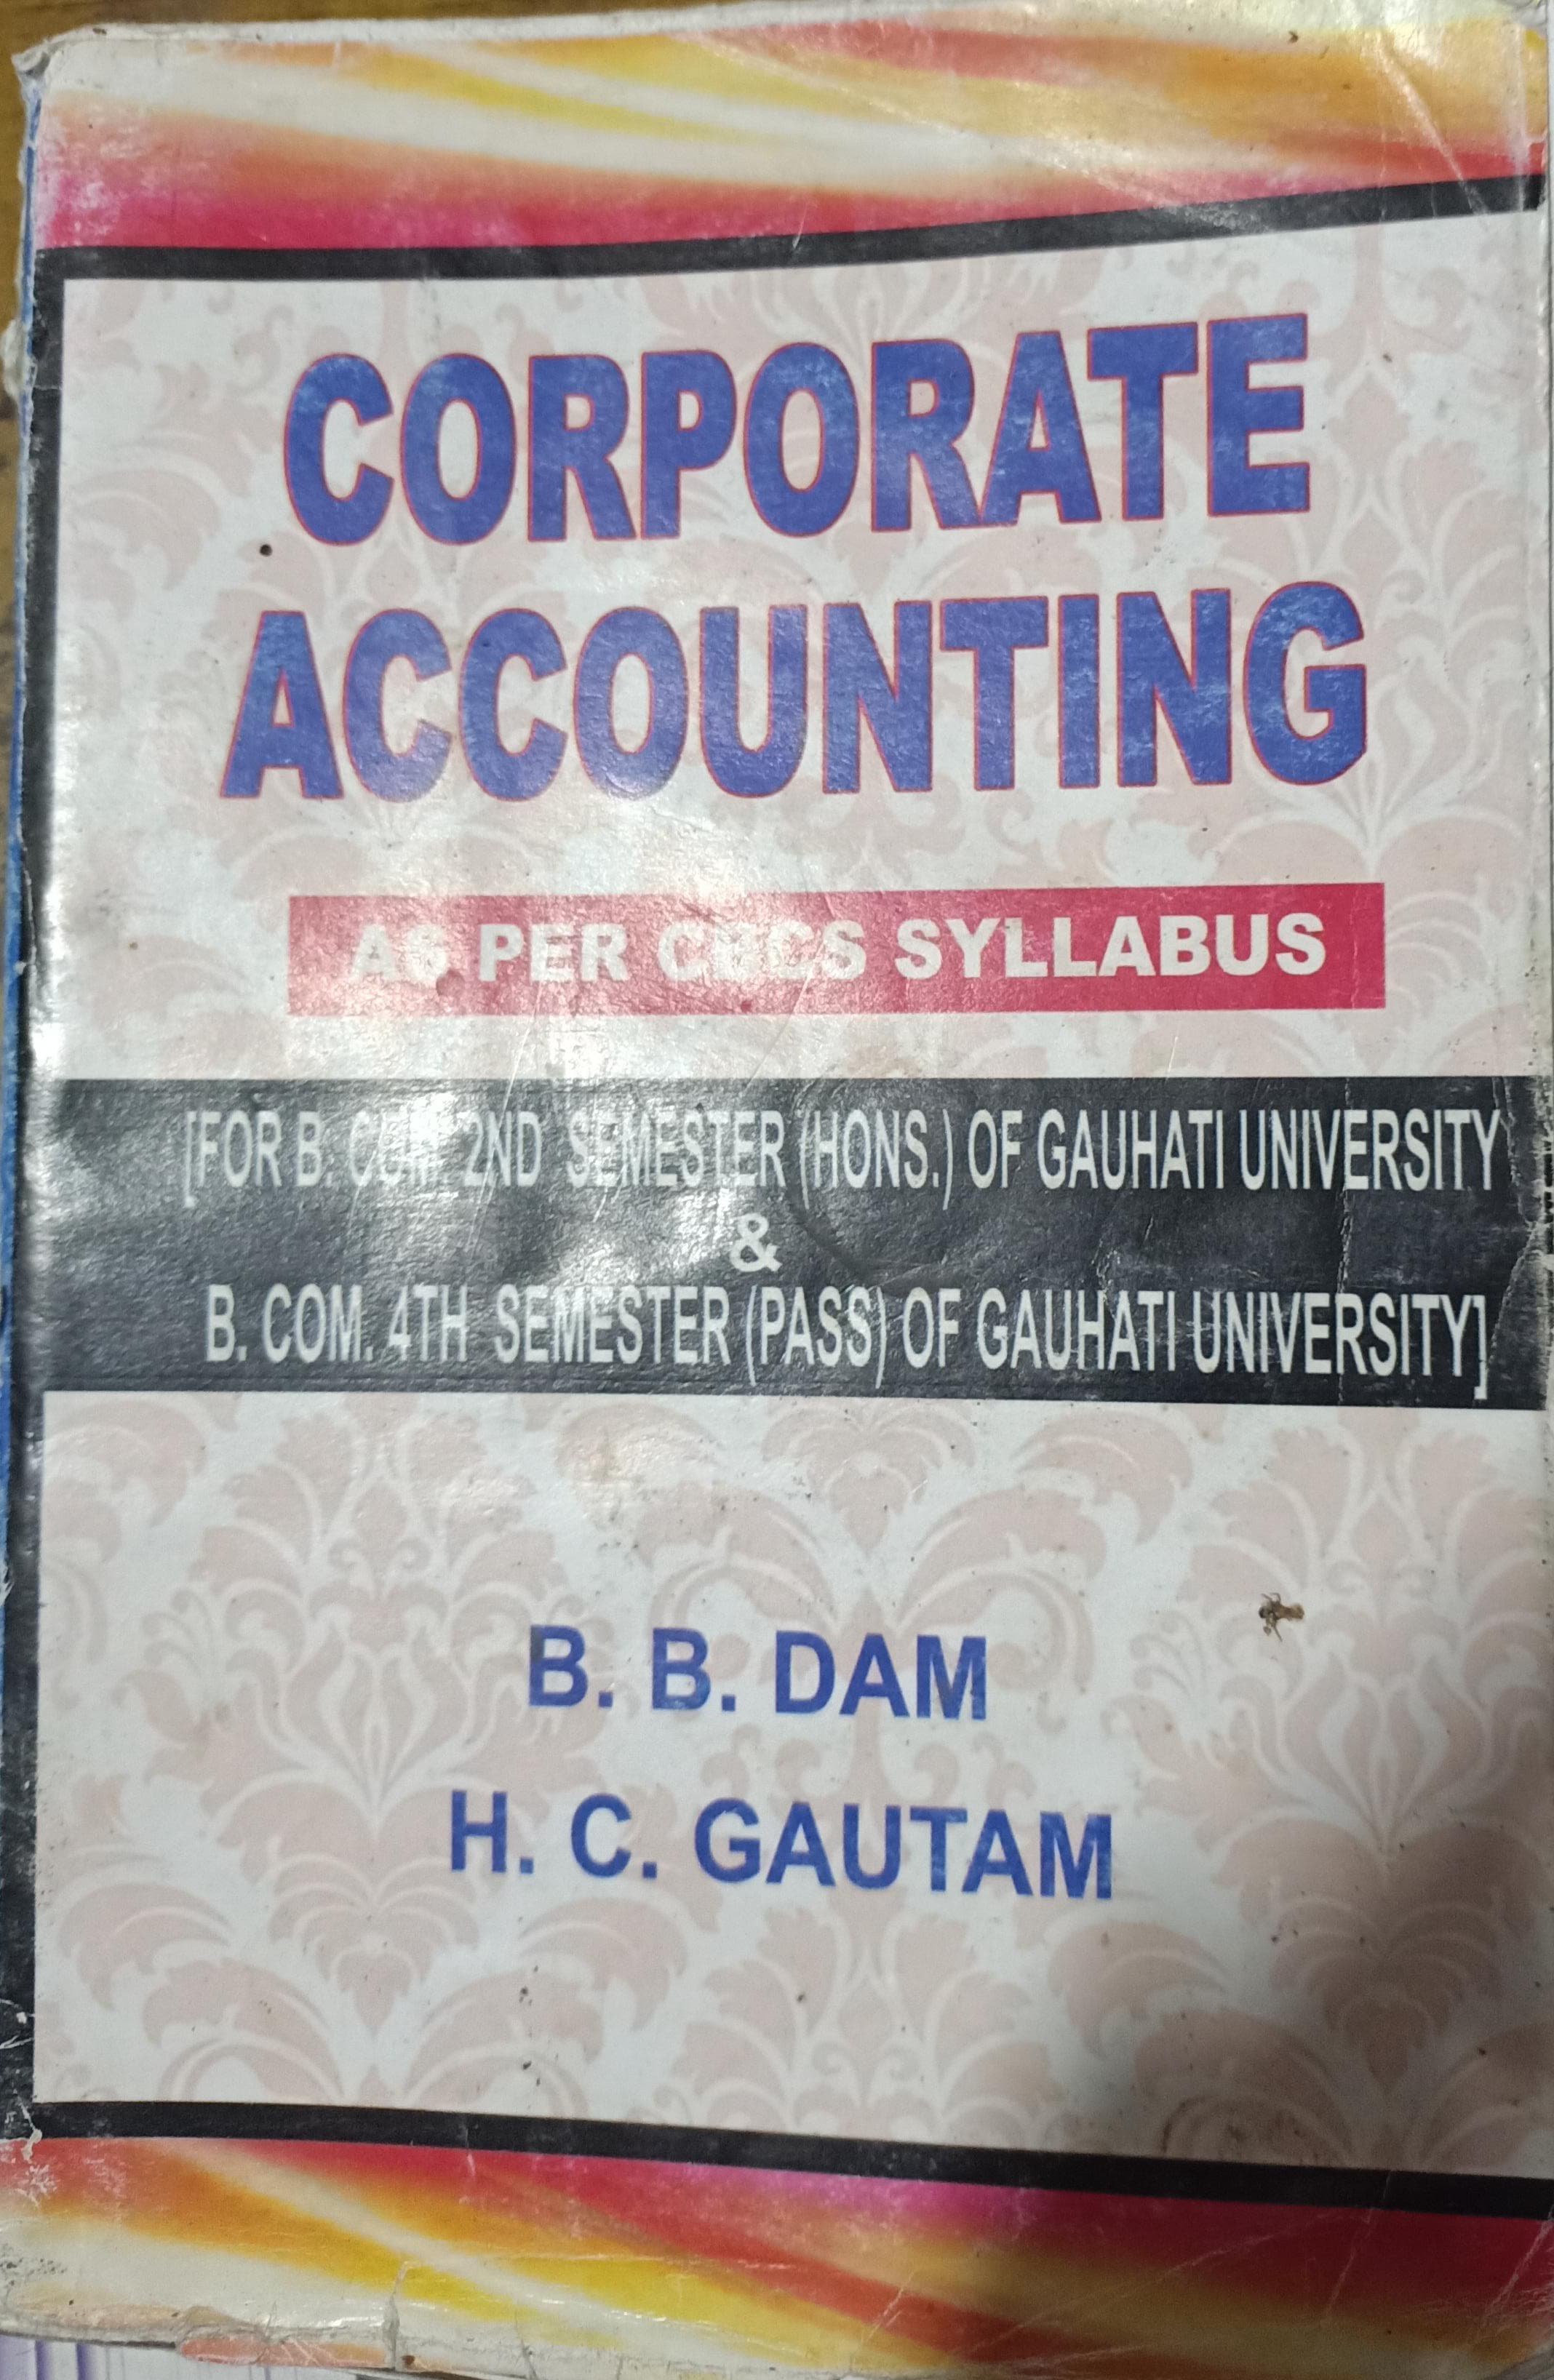 CORPORATE
ACCOUNTING
AS PER CBCS SYLLABUS
[FOR B. COM. 2ND SEMESTER (HONS.) OF GAUHATI UNIVERSITY
&
B. COM. 4TH SEMESTER (PASS) OF GAUHATI UNIVERSITY]
B. B. DAM
H. C. GAUTAM